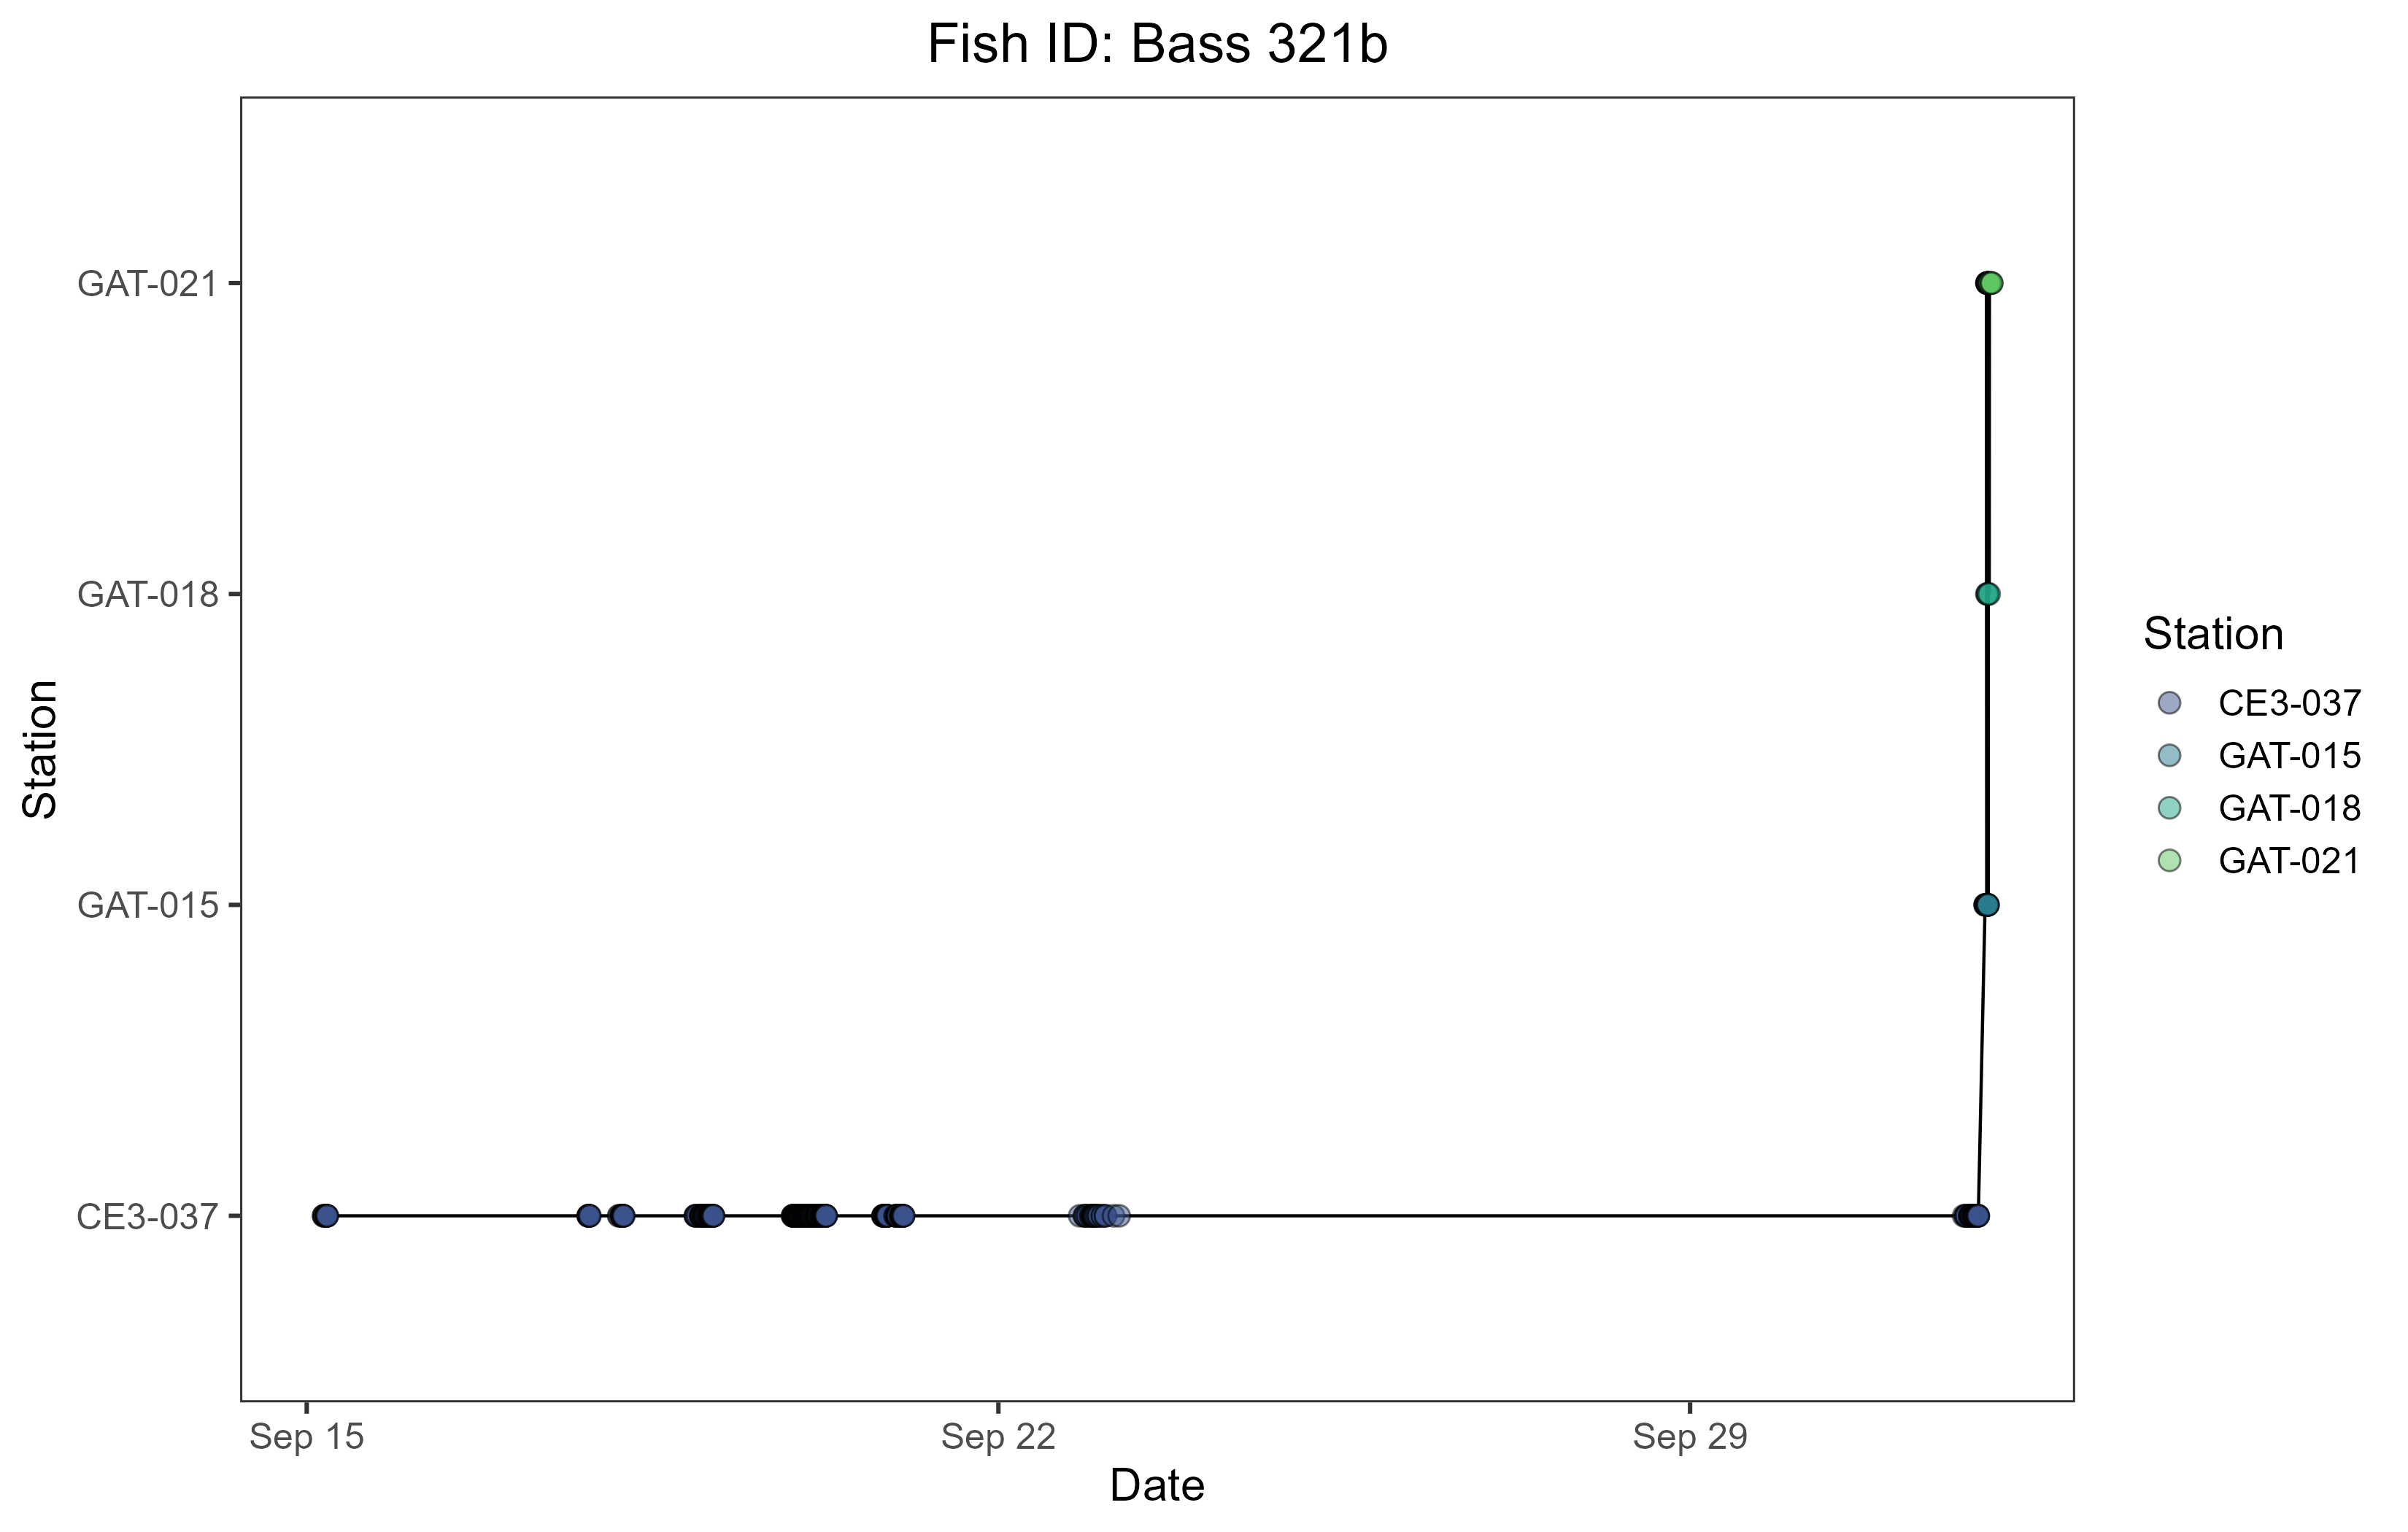 Fish ID: Bass 321b
Station
GAT-021
GAT-018
GAT-015
CE3-037
Sep 15
Sep 22
Sep 29
Date
Station
CE3-037
GAT-015
GAT-018
GAT-021